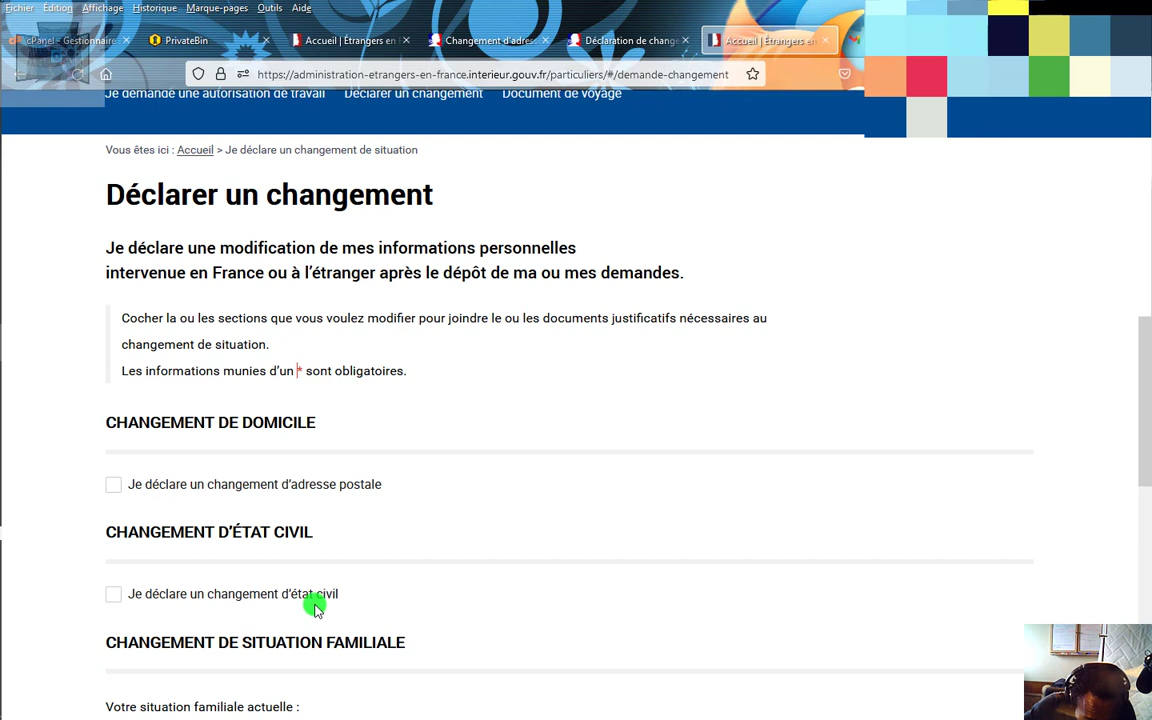 Fichier Édition Affichage Historique Marque-pages Outils Aide
cPanel - Gestionnaire
PrivateBin
Accueil | Étrangers en
Changement d'adres
Déclaration de change
Accueil | Étrangers en
https://administration-etrangers-en-france.interieur.gouv.fr/particuliers/#/demande-changement
Je demande une autorisation de travail Déclarer un changement Document de voyage
Vous êtes ici : Accueil > Je déclare un changement de situation
Déclarer un changement
Je déclare une modification de mes informations personnelles
intervenue en France ou à l'étranger après le dépôt de ma ou mes demandes.
Cocher la ou les sections que vous voulez modifier pour joindre le ou les documents justificatifs nécessaires au
changement de situation.
Les informations munies d'un * sont obligatoires.
CHANGEMENT DE DOMICILE
Je déclare un changement d'adresse postale
CHANGEMENT D'ÉTAT CIVIL
Je déclare un changement d'état civil
CHANGEMENT DE SITUATION FAMILIALE
Votre situation familiale actuelle :